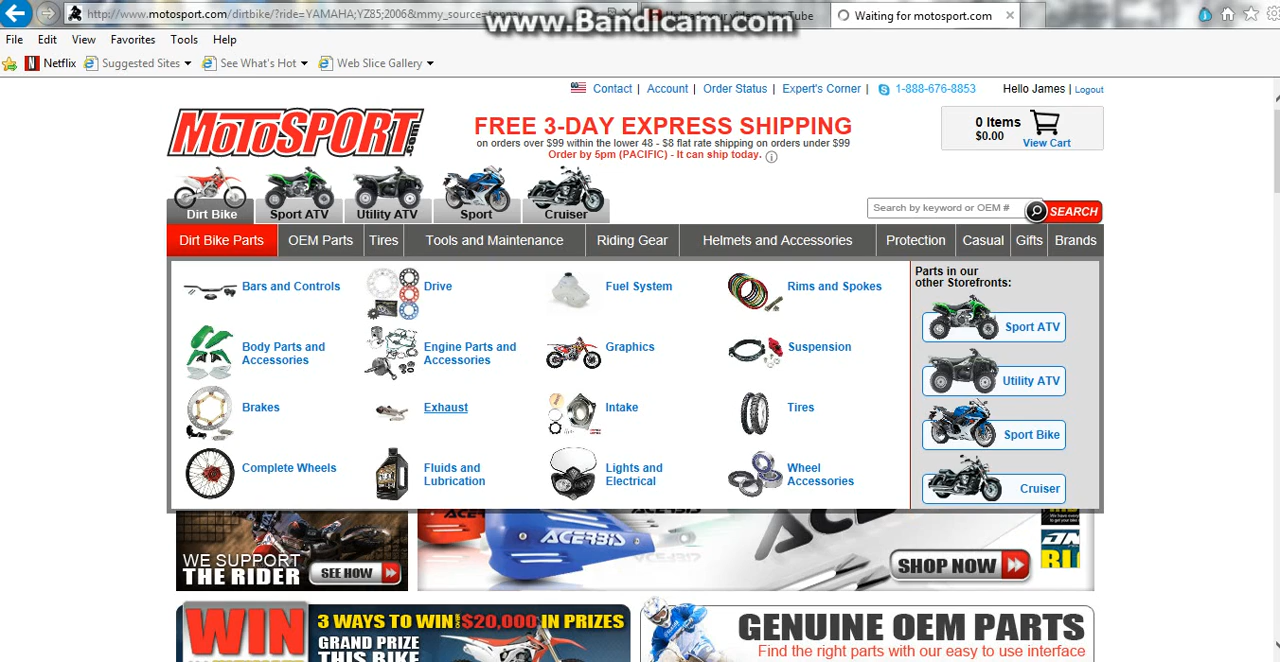 http://www.motosport.com/dirtbike/?ride=YAMAHA;YZ85;2006&mmy_source=
YouTube
Waiting for motosport.com
www.Bandicam.com
File Edit View Favorites Tools Help
Netflix Suggested Sites See What's Hot Web Slice Gallery
Contact | Account | Order Status | Expert's Corner | 1-888-676-8853 Hello James | Logout
MOTOSPORT.com
FREE 3-DAY EXPRESS SHIPPING
on orders over $99 within the lower 48 - $8 flat rate shipping on orders under $99
Order by 5pm (PACIFIC) - It can ship today.
0 Items
$0.00
View Cart
Dirt Bike Sport ATV Utility ATV Sport Cruiser
Search by keyword or OEM # SEARCH
Dirt Bike Parts OEM Parts Tires Tools and Maintenance Riding Gear Helmets and Accessories Protection Casual Gifts Brands
Bars and Controls
Drive
Fuel System
Rims and Spokes
Body Parts and
Accessories
Engine Parts and
Accessories
Graphics
Suspension
Brakes
Exhaust
Intake
Tires
Complete Wheels
Fluids and
Lubrication
Lights and
Electrical
Wheel
Accessories
Parts in our
other Storefronts:
Sport ATV
Utility ATV
Sport Bike
Cruiser
WE SUPPORT
THE RIDER
SEE HOW
ACERBIS
SHOP NOW
WIN
3 WAYS TO WIN OVER $20,000 IN PRIZES
GRAND PRIZE
THIS BIKE
GENUINE OEM PARTS
Find the right parts with our easy to use interface